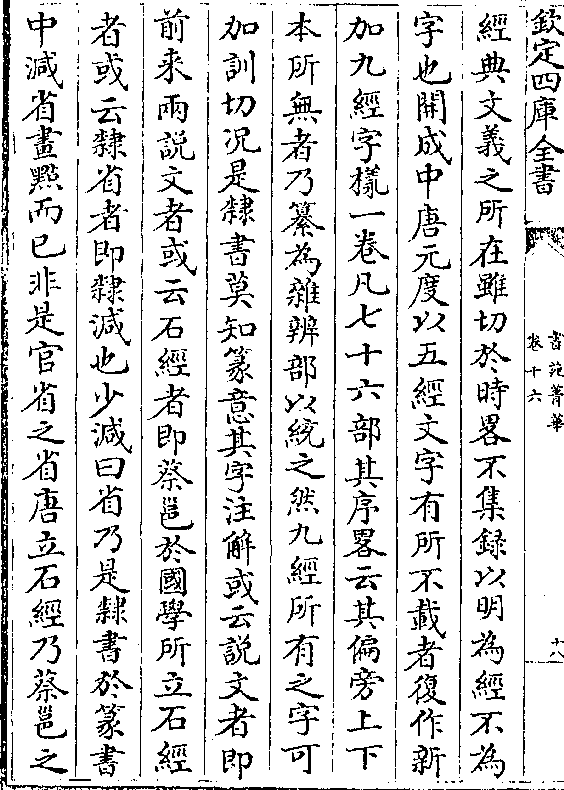 欽定四庫全書
書苑菁華
卷十六
十八
經典文義之所在雖切於時畧不集録以明為經不為
字也開成中唐元度以五經文字有所不載者復作新
加九經字樣一卷凡七十六部其序畧云其偏旁上下
本所無者乃纂為雜辨部以統之然九經所有之字可
加訓切况是隸書莫知篆意其字注解或云說文者即
前來兩說文者或云石經者即蔡邕於國學所立石經
者或云隸省者即隸減也少減曰省乃是隸書於篆書
中減省畫㸃而已非是官省之省唐立石經乃蔡邕之